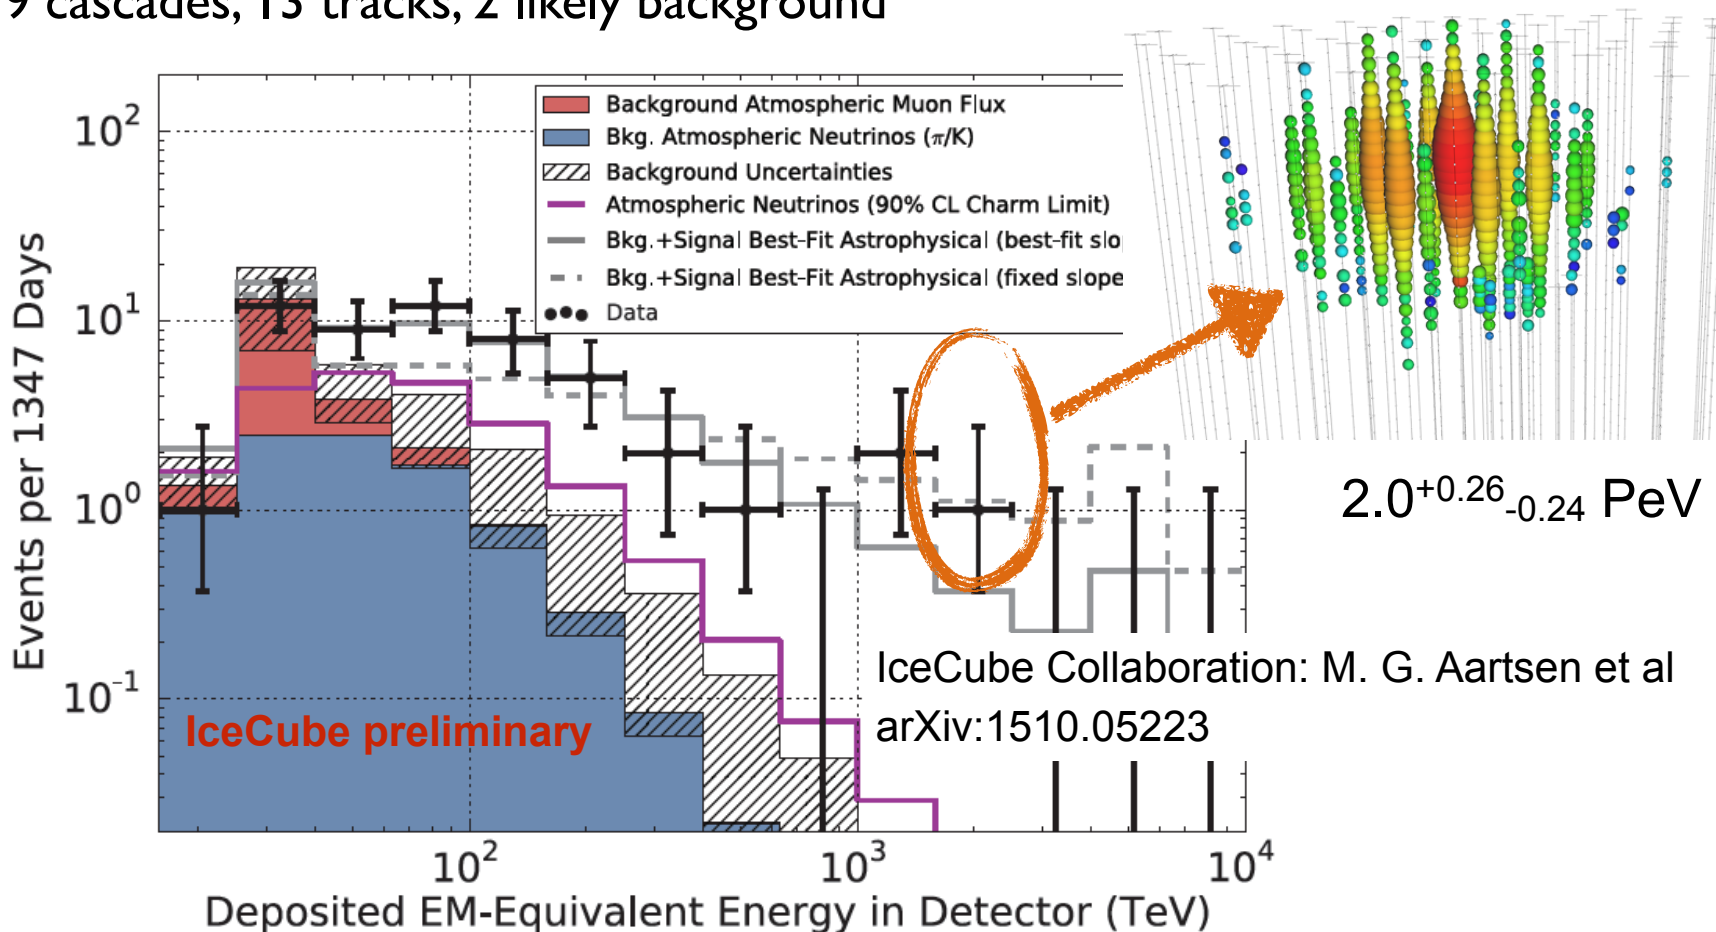 9 cascades, 13 tracks, 2 likely background
Background Atmospheric Muon Flux
Bkg. Atmospheric Neutrinos (π/K)
Background Uncertainties
Atmospheric Neutrinos (90% CL Charm Limit)
Bkg.+Signal Best-Fit Astrophysical (best-fit slo
Bkg.+Signal Best-Fit Astrophysical (fixed slope
Data
Events per 1347 Days
10²
10¹
10⁰
10⁻¹
2.0+0.26-0.24 PeV
IceCube Collaboration: M. G. Aartsen et al
arXiv:1510.05223
IceCube preliminary
10² 10³ 10⁴
Deposited EM-Equivalent Energy in Detector (TeV)